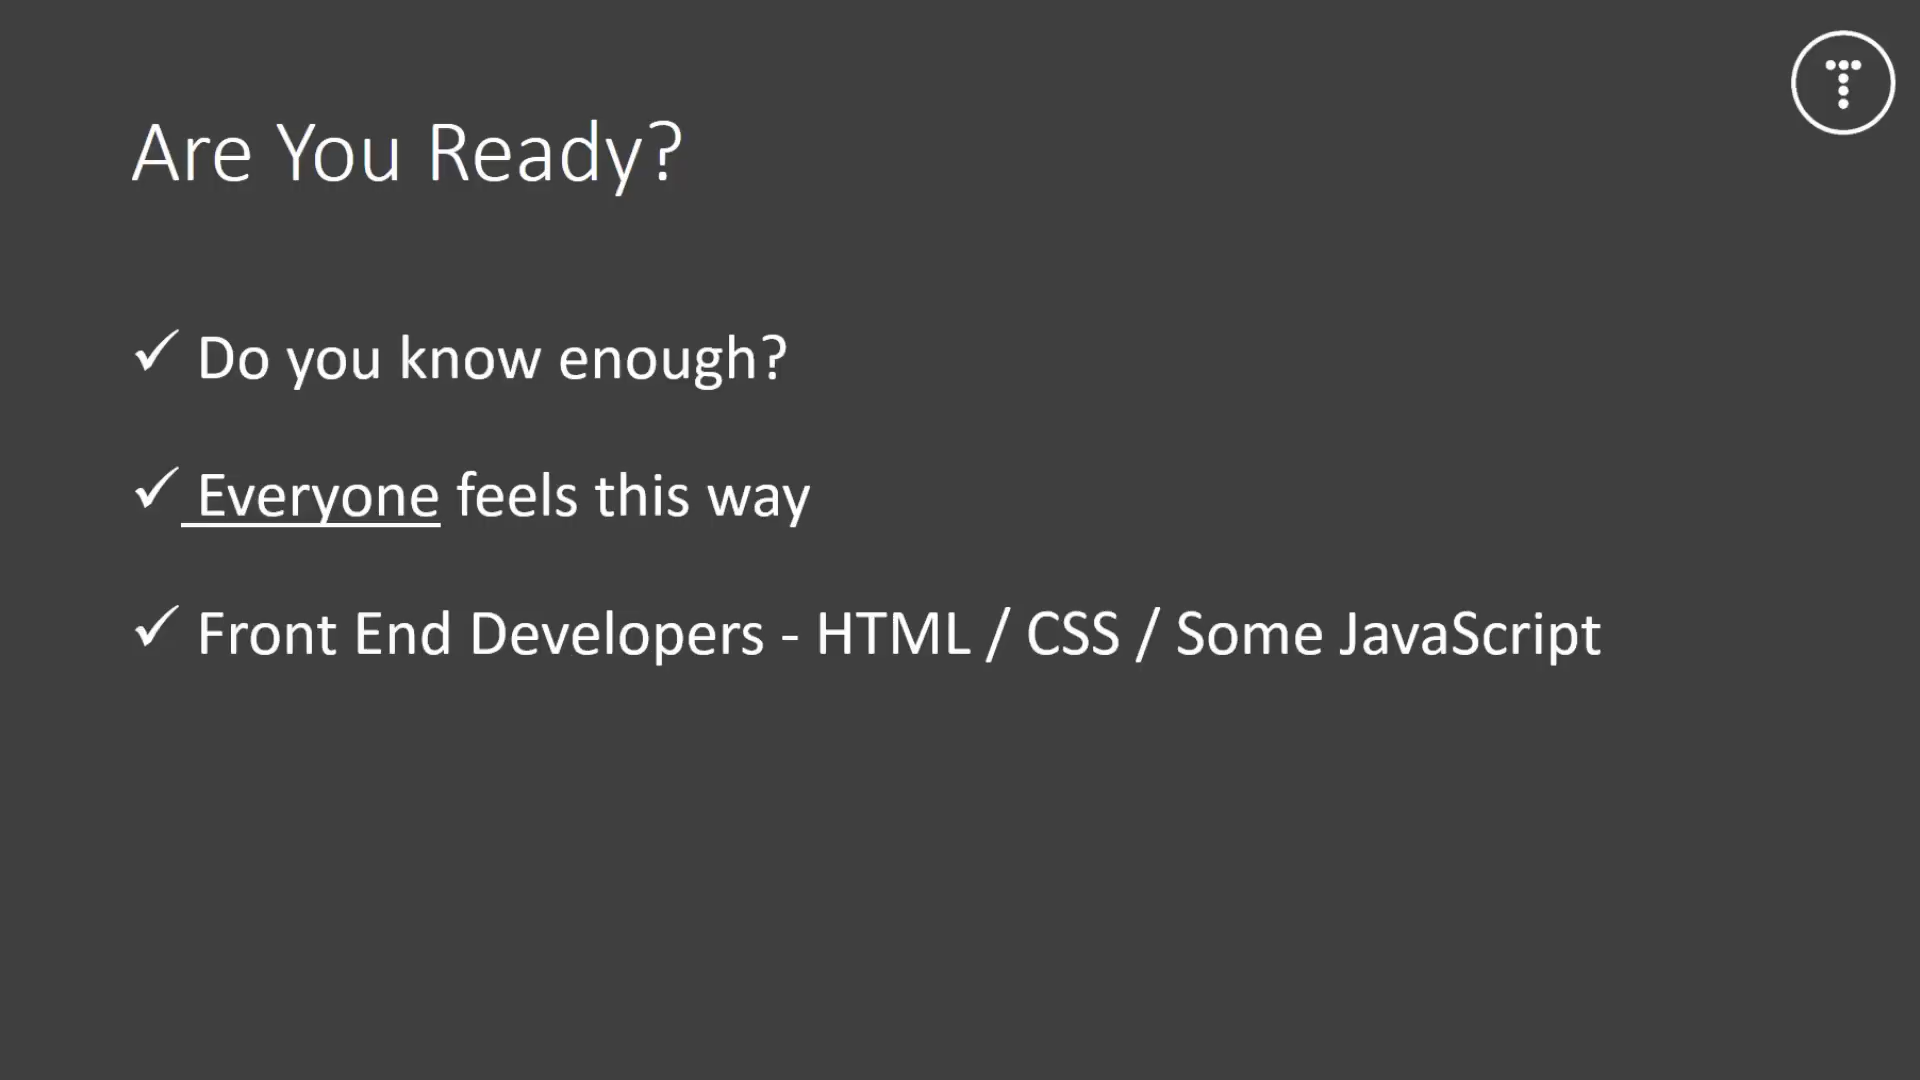 Are You Ready?
✓ Do you know enough?
✓ Everyone feels this way
✓ Front End Developers - HTML / CSS / Some JavaScript